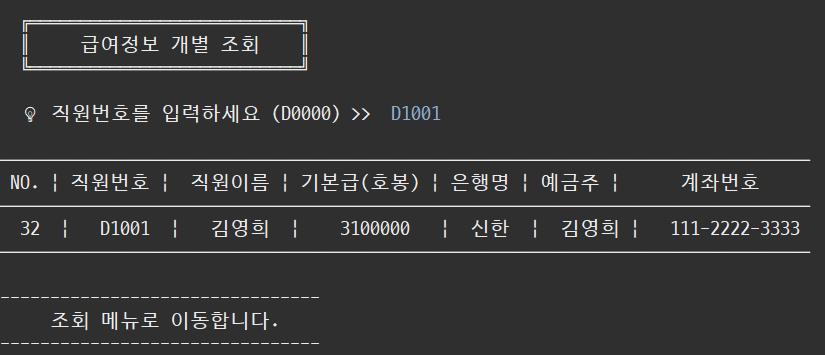 급여정보 개별 조회
직원번호를 입력하세요 (D0000) >> D1001
NO. ¦ 직원번호 ¦ 직원이름 ¦ 기본급(호봉) ¦ 은행명 ¦ 예금주 ¦ 계좌번호
32 ¦ D1001 ¦ 김영희 ¦ 3100000 ¦ 신한 ¦ 김영희 ¦ 111-2222-3333
조회 메뉴로 이동합니다.